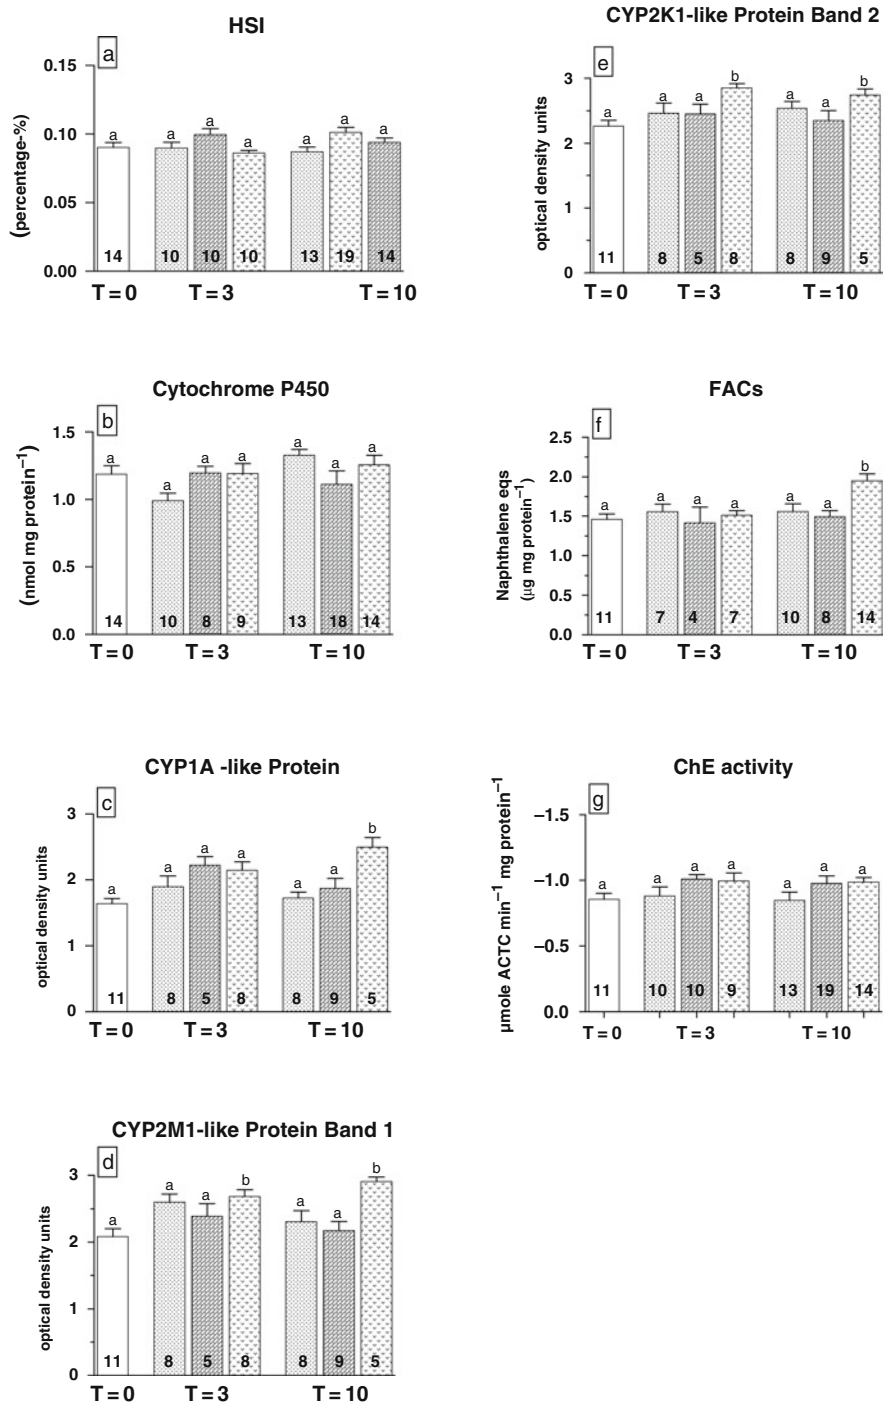 HSI
a
(percentage-%)
0.15
0.10
0.05
0.00
a a a a a a a
14 10 10 10 13 19 14
T = 0 T = 3 T = 10
Cytochrome P450
b
(nmol mg protein⁻¹)
1.5
1.0
0.5
0.0
a a a a a a a
14 10 8 9 13 18 14
T = 0 T = 3 T = 10
CYP1A -like Protein
c
optical density units
3
2
1
0
a a a a a a b
11 8 5 8 8 9 5
T = 0 T = 3 T = 10
CYP2M1-like Protein Band 1
d
optical density units
3
2
1
0
a a a b a a b
11 8 5 8 8 9 5
T = 0 T = 3 T = 10
CYP2K1-like Protein Band 2
e
optical density units
3
2
1
0
a a a b a a b
11 8 5 8 8 9 5
T = 0 T = 3 T = 10
FACs
f
Naphthalene eqs
(µg mg protein⁻¹)
2.5
2.0
1.5
1.0
0.5
0.0
a a a a a a b
11 7 4 7 10 8 14
T = 0 T = 3 T = 10
ChE activity
g
µmole ACTC min⁻¹ mg protein⁻¹
−1.5
−1.0
−0.5
0.0
a a a a a a a
11 10 10 9 13 19 14
T = 0 T = 3 T = 10